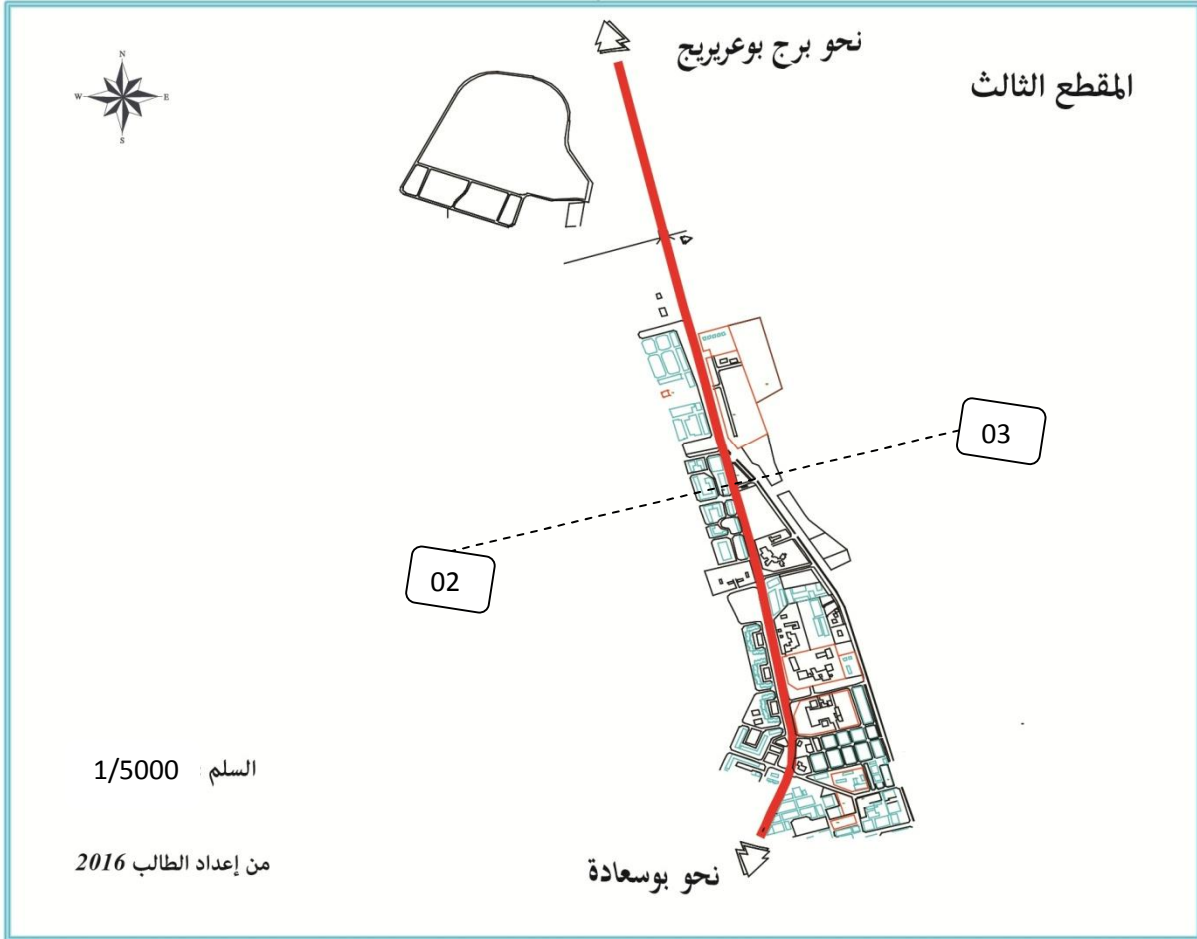 نحو برج بوعريريج
المقطع الثالث
N
W E
S
03
02
السلم 1/5000
من إعداد الطالب 2016
نحو بوسعادة